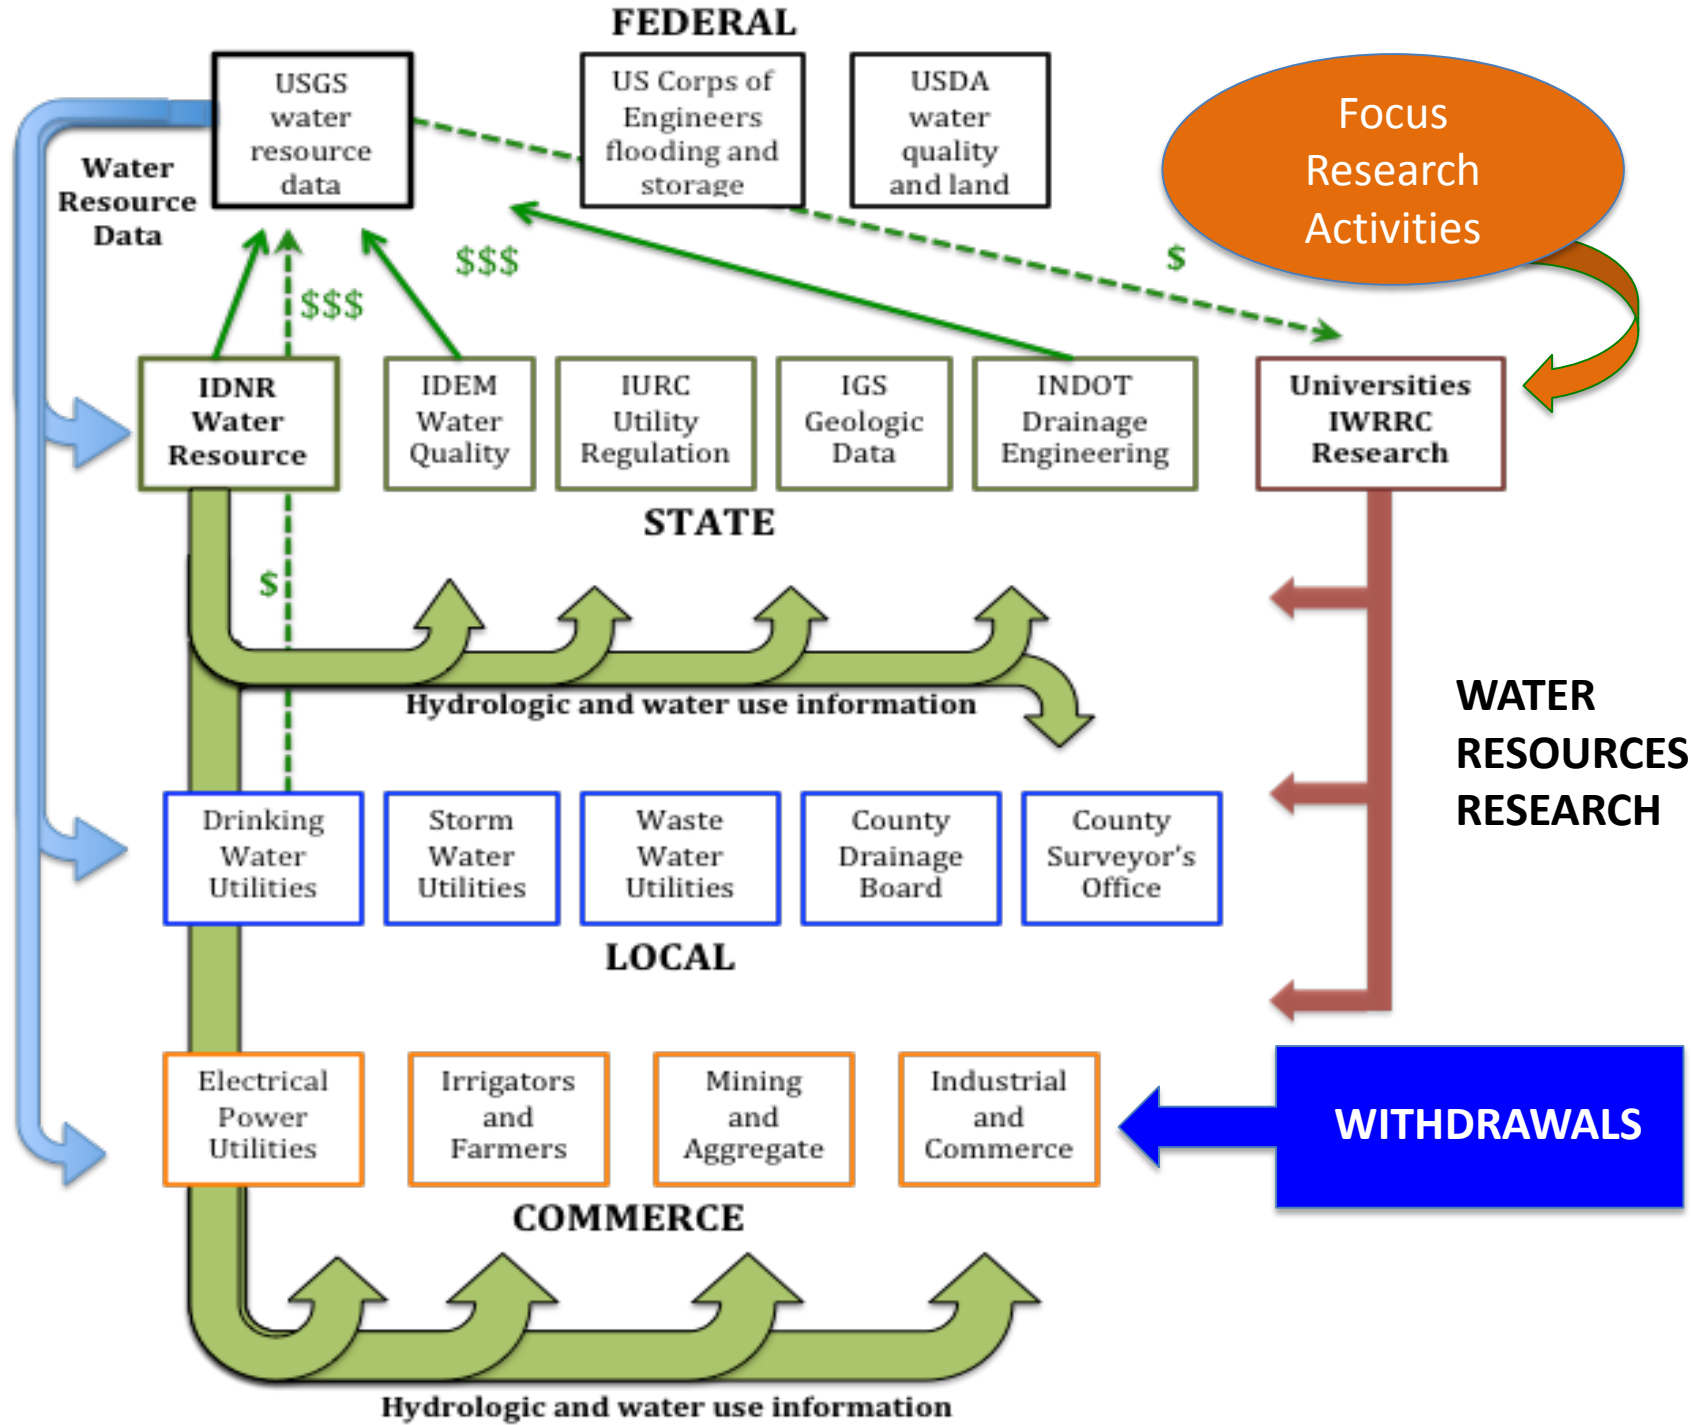 FEDERAL
USGS
water
resource
data
US Corps of
Engineers
flooding and
storage
USDA
water
quality
and land
Focus
Research
Activities
Water
Resource
Data
$$$
$$$
$
IDNR
Water
Resource
IDEM
Water
Quality
IURC
Utility
Regulation
IGS
Geologic
Data
INDOT
Drainage
Engineering
Universities
IWRRC
Research
STATE
$
Hydrologic and water use information
WATER
RESOURCES
RESEARCH
Drinking
Water
Utilities
Storm
Water
Utilities
Waste
Water
Utilities
County
Drainage
Board
County
Surveyor's
Office
LOCAL
Electrical
Power
Utilities
Irrigators
and
Farmers
Mining
and
Aggregate
Industrial
and
Commerce
WITHDRAWALS
COMMERCE
Hydrologic and water use information